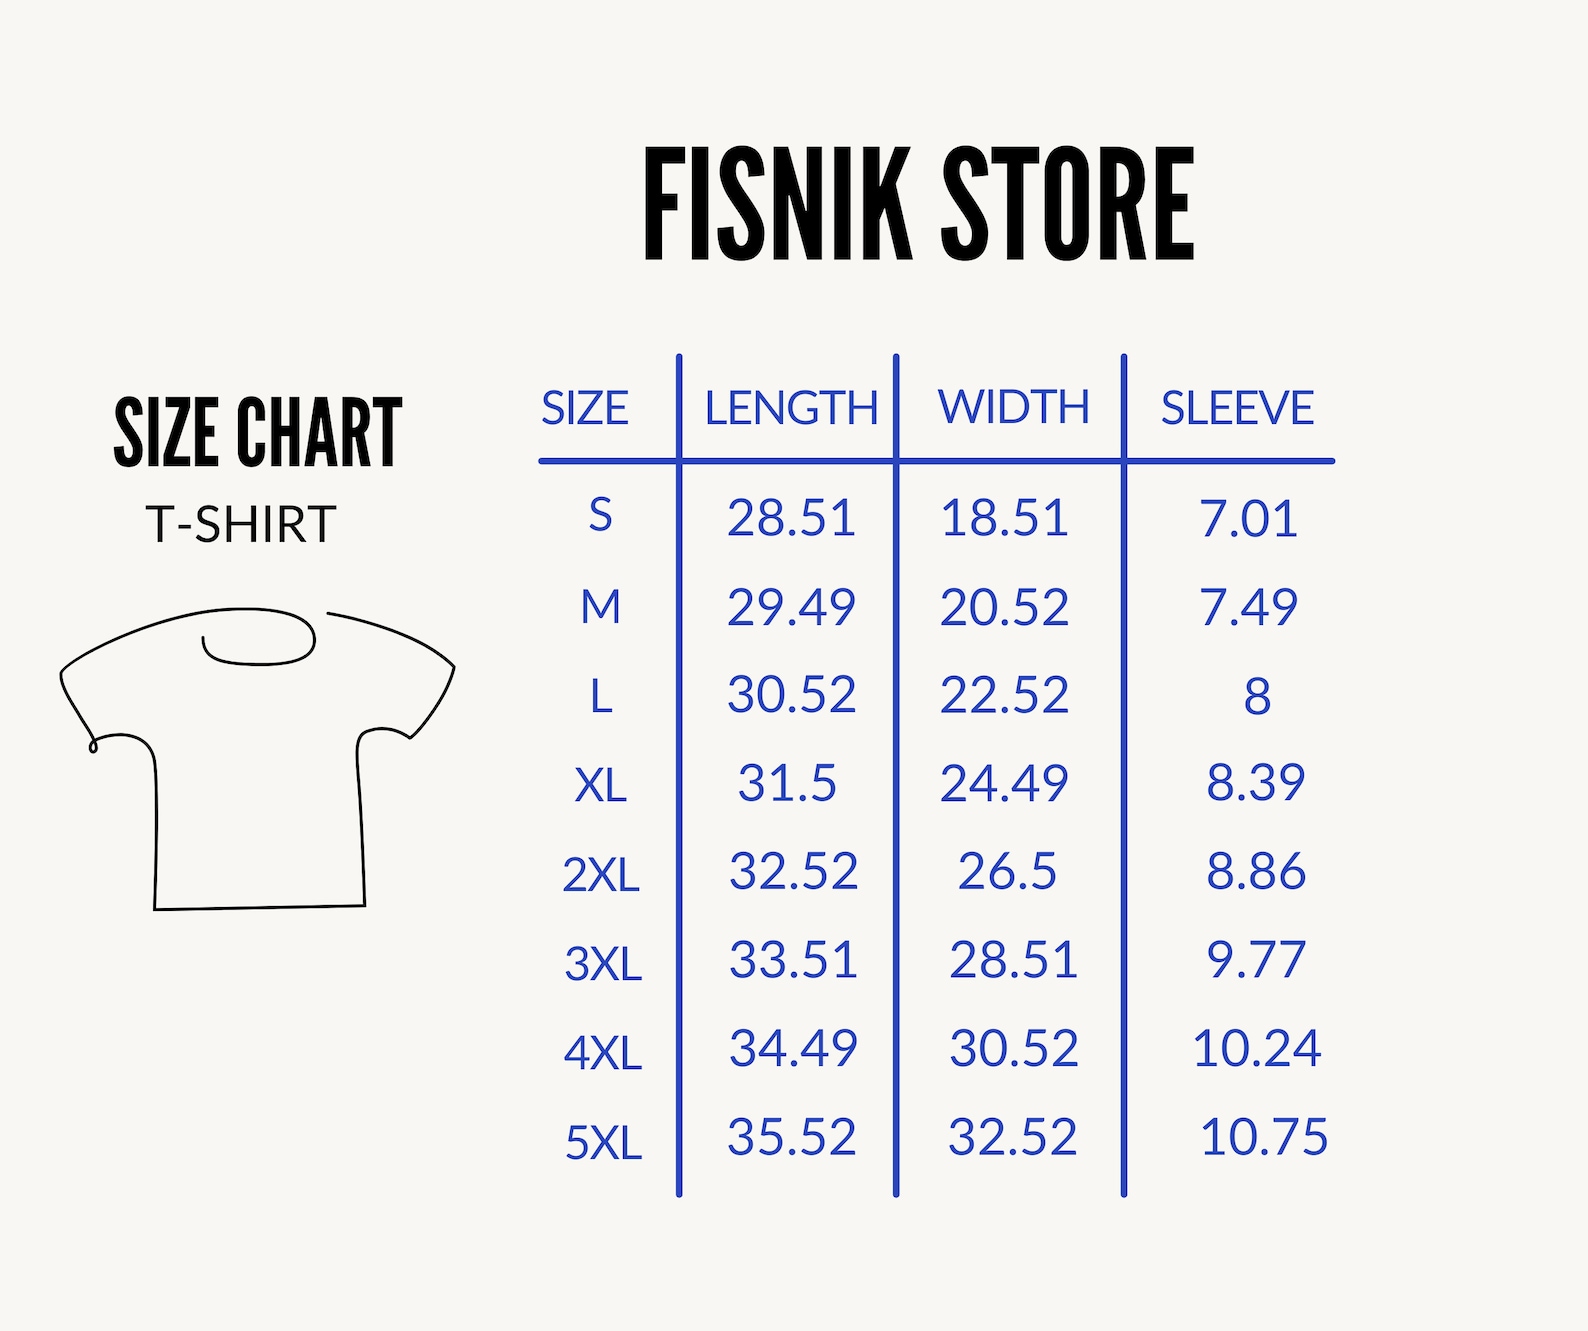 FISNIK STORE
SIZE CHART
T-SHIRT
SIZE LENGTH WIDTH SLEEVE
S 28.51 18.51 7.01
M 29.49 20.52 7.49
L 30.52 22.52 8
XL 31.5 24.49 8.39
2XL 32.52 26.5 8.86
3XL 33.51 28.51 9.77
4XL 34.49 30.52 10.24
5XL 35.52 32.52 10.75